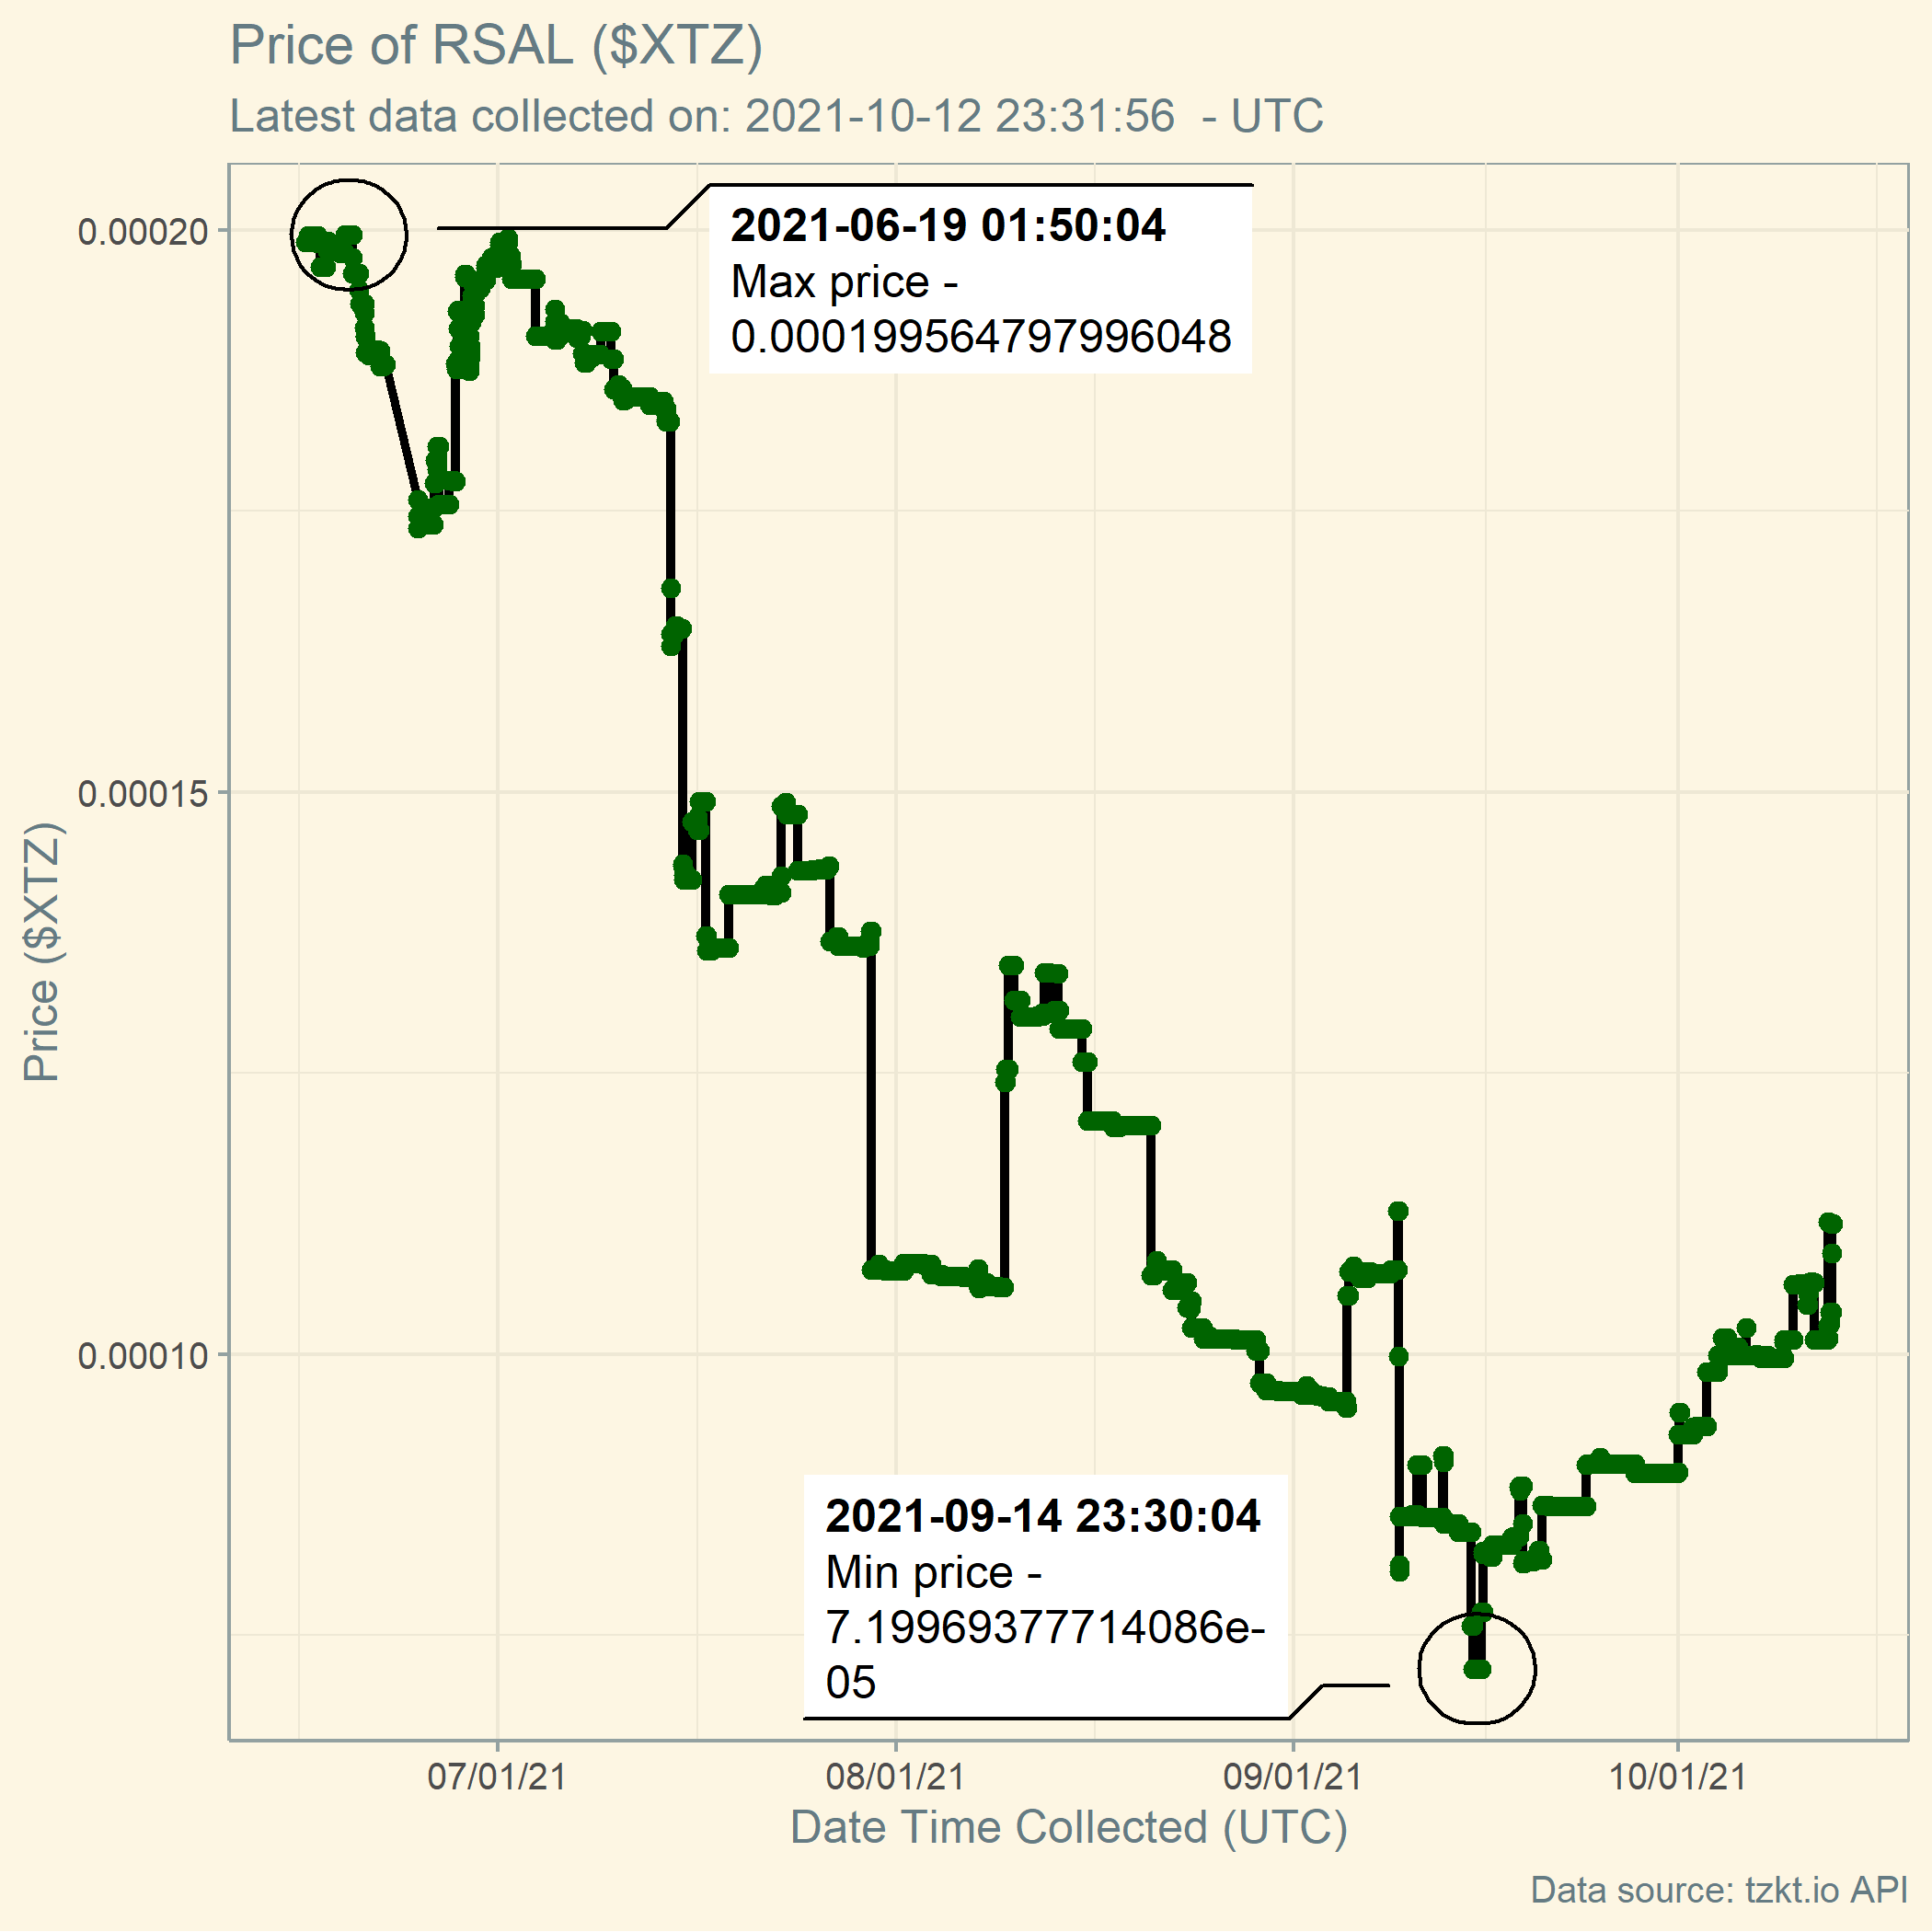 Price of RSAL ($XTZ)
Latest data collected on: 2021-10-12 23:31:56  - UTC
0.00020
0.00015
0.00010
Price ($XTZ)
2021-06-19 01:50:04
Max price -
0.000199564797996048
2021-09-14 23:30:04
Min price -
7.19969377714086e-
05
07/01/21
08/01/21
09/01/21
10/01/21
Date Time Collected (UTC)
Data source: tzkt.io API